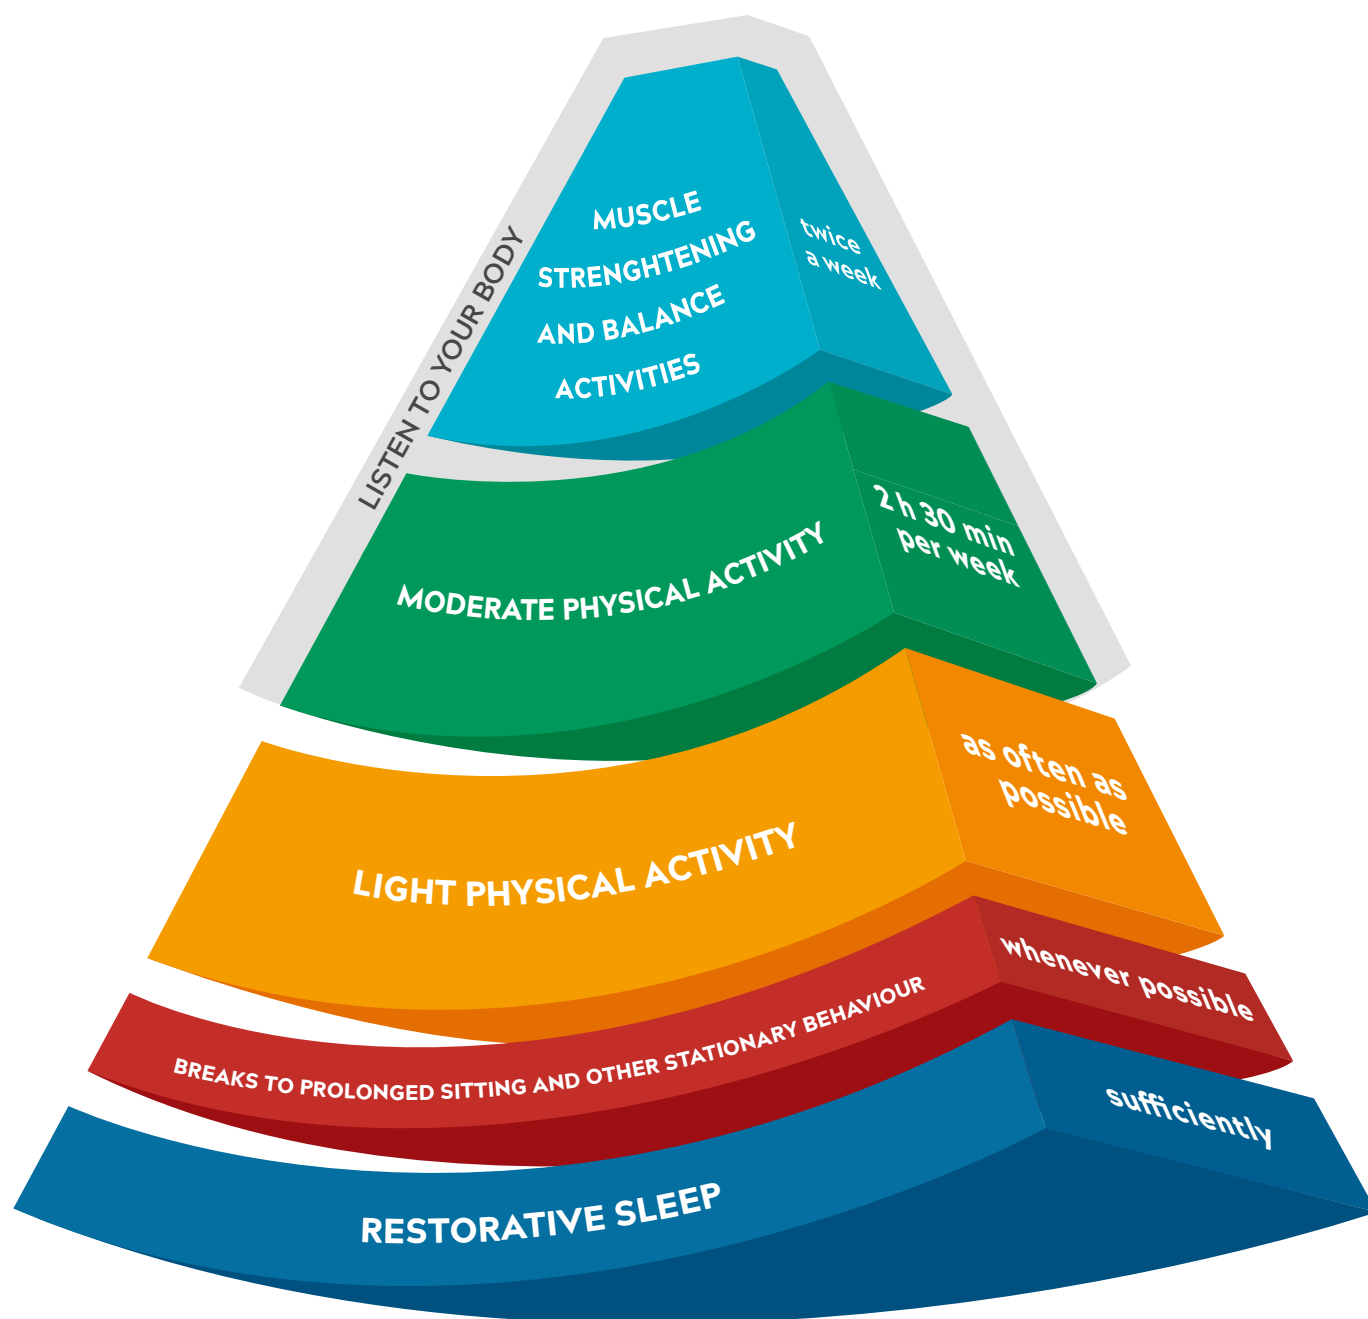 LISTEN TO YOUR BODY
MUSCLE
STRENGHTENING
AND BALANCE
ACTIVITIES
twice
a week
MODERATE PHYSICAL ACTIVITY
2 h 30 min
per week
LIGHT PHYSICAL ACTIVITY
as often as
possible
BREAKS TO PROLONGED SITTING AND OTHER STATIONARY BEHAVIOUR
whenever possible
RESTORATIVE SLEEP
sufficiently